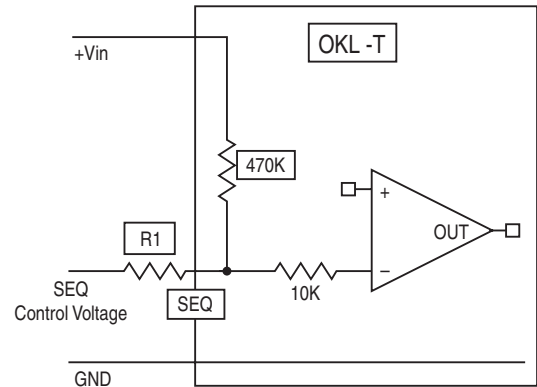 +Vin
OKL -T
470K
R1
+
OUT
–
SEQ
Control Voltage
SEQ
10K
GND